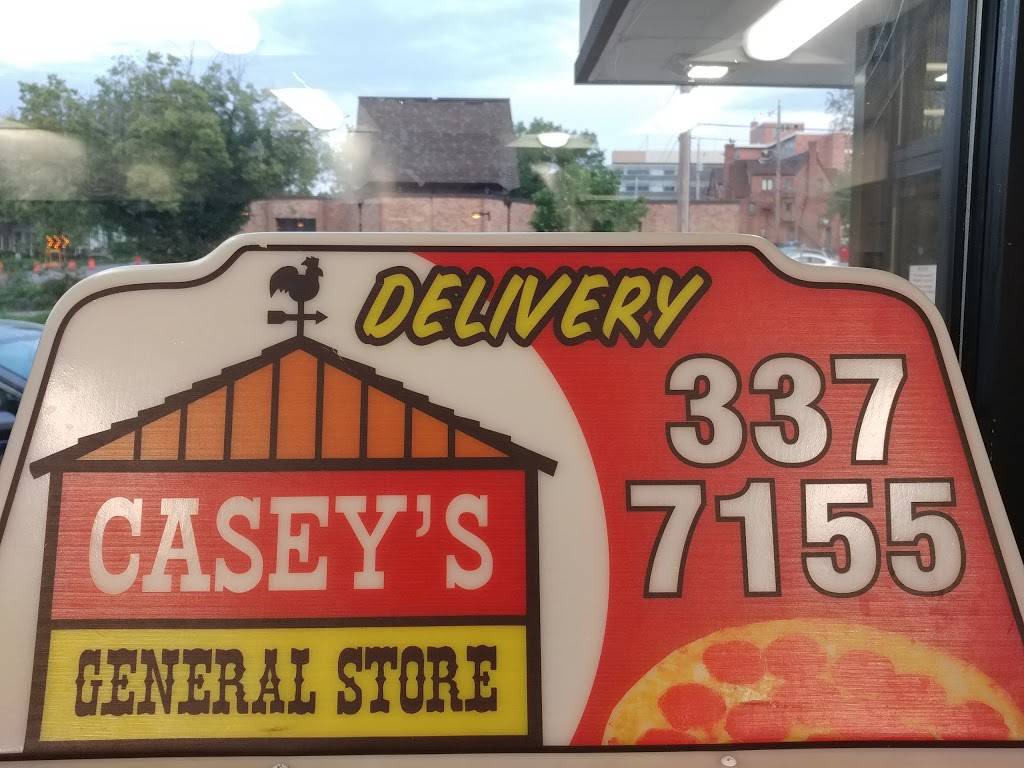 DELIVERY
337
7155
CASEY'S
GENERAL STORE